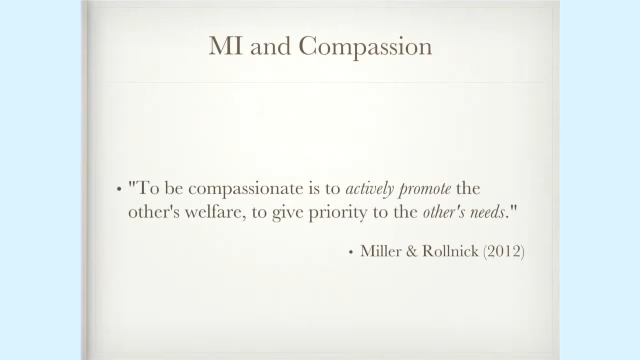 MI and Compassion
• "To be compassionate is to actively promote the
other's welfare, to give priority to the other's needs."
• Miller & Rollnick (2012)